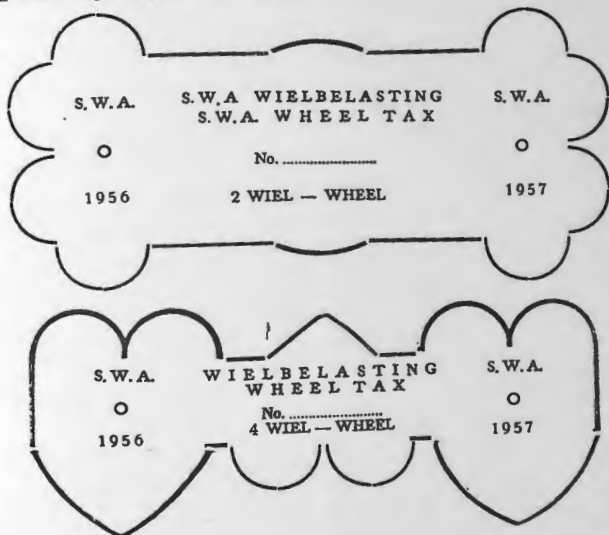 S.W.A. S.W.A WIELBELASTING S.W.A.
S.W.A. WHEEL TAX
No. ........................
1956 2 WIEL — WHEEL 1957
S.W.A. WIELBELASTING S.W.A.
WHEEL TAX
No. ........................
1956 4 WIEL — WHEEL 1957